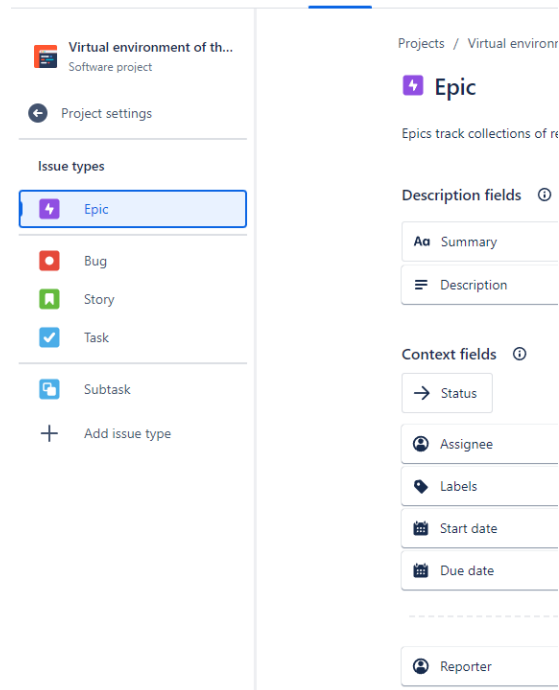 Virtual environment of th...
Software project
Project settings
Issue types
Epic
Bug
Story
Task
Subtask
Add issue type
Projects / Virtual environ
Epic
Epics track collections of
Description fields
Aa Summary
Description
Context fields
Status
Assignee
Labels
Start date
Due date
Reporter